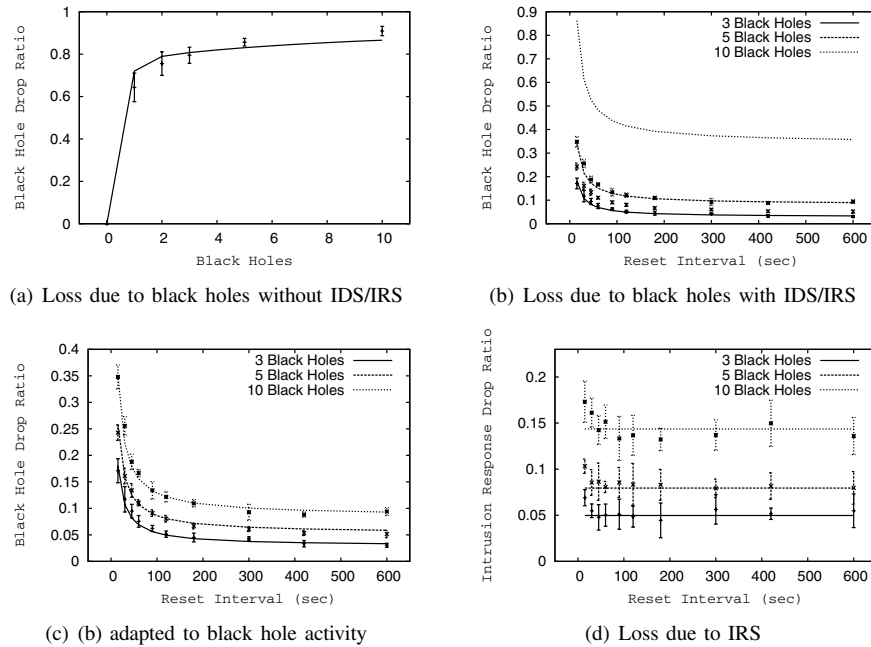 Black Hole Drop Ratio
1
0.8
0.6
0.4
0.2
0
0 2 4 6 8 10
Black Holes
(a) Loss due to black holes without IDS/IRS
Black Hole Drop Ratio
0.9
0.8
0.7
0.6
0.5
0.4
0.3
0.2
0.1
0
3 Black Holes
5 Black Holes
10 Black Holes
0 100 200 300 400 500 600
Reset Interval (sec)
(b) Loss due to black holes with IDS/IRS
Black Hole Drop Ratio
0.4
0.35
0.3
0.25
0.2
0.15
0.1
0.05
0
3 Black Holes
5 Black Holes
10 Black Holes
0 100 200 300 400 500 600
Reset Interval (sec)
(c) (b) adapted to black hole activity
Intrusion Response Drop Ratio
0.2
0.15
0.1
0.05
0
3 Black Holes
5 Black Holes
10 Black Holes
0 100 200 300 400 500 600
Reset Interval (sec)
(d) Loss due to IRS